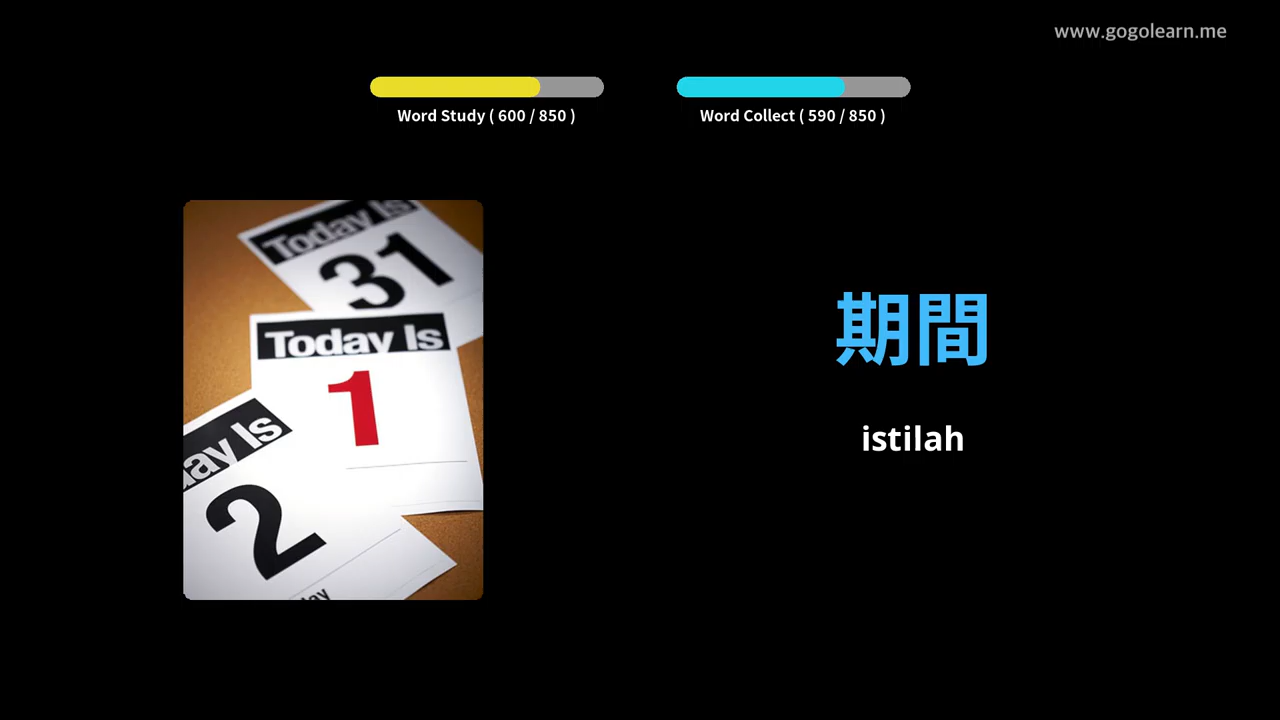 www.gogolearn.me
Word Study ( 600 / 850 )
Word Collect ( 590 / 850 )
Today Is
31
Today Is
1
ay Is
2
期間
istilah